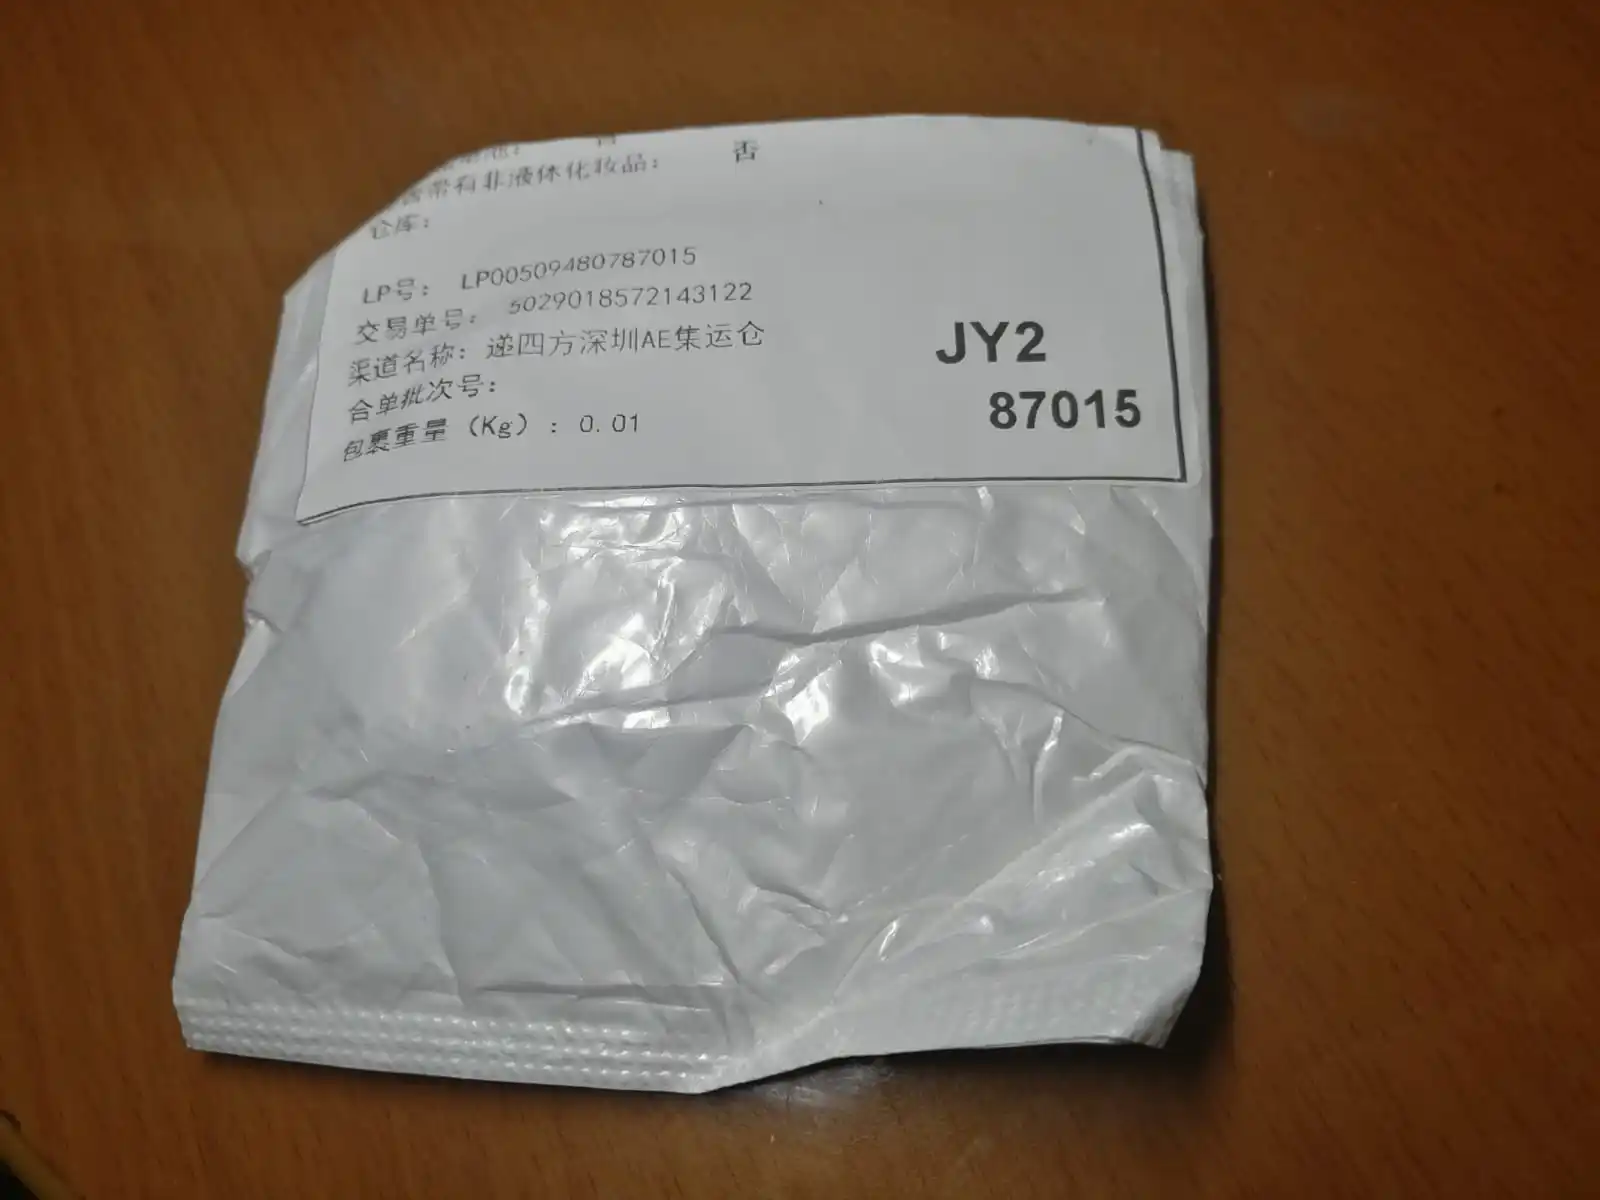 带有非液体化妆品： 否
仓库：
LP号： LP00509480787015
交易单号： 5029018572143122
渠道名称：递四方深圳AE集运仓
合单批次号：
包裹重量（Kg）：0.01
JY2
87015